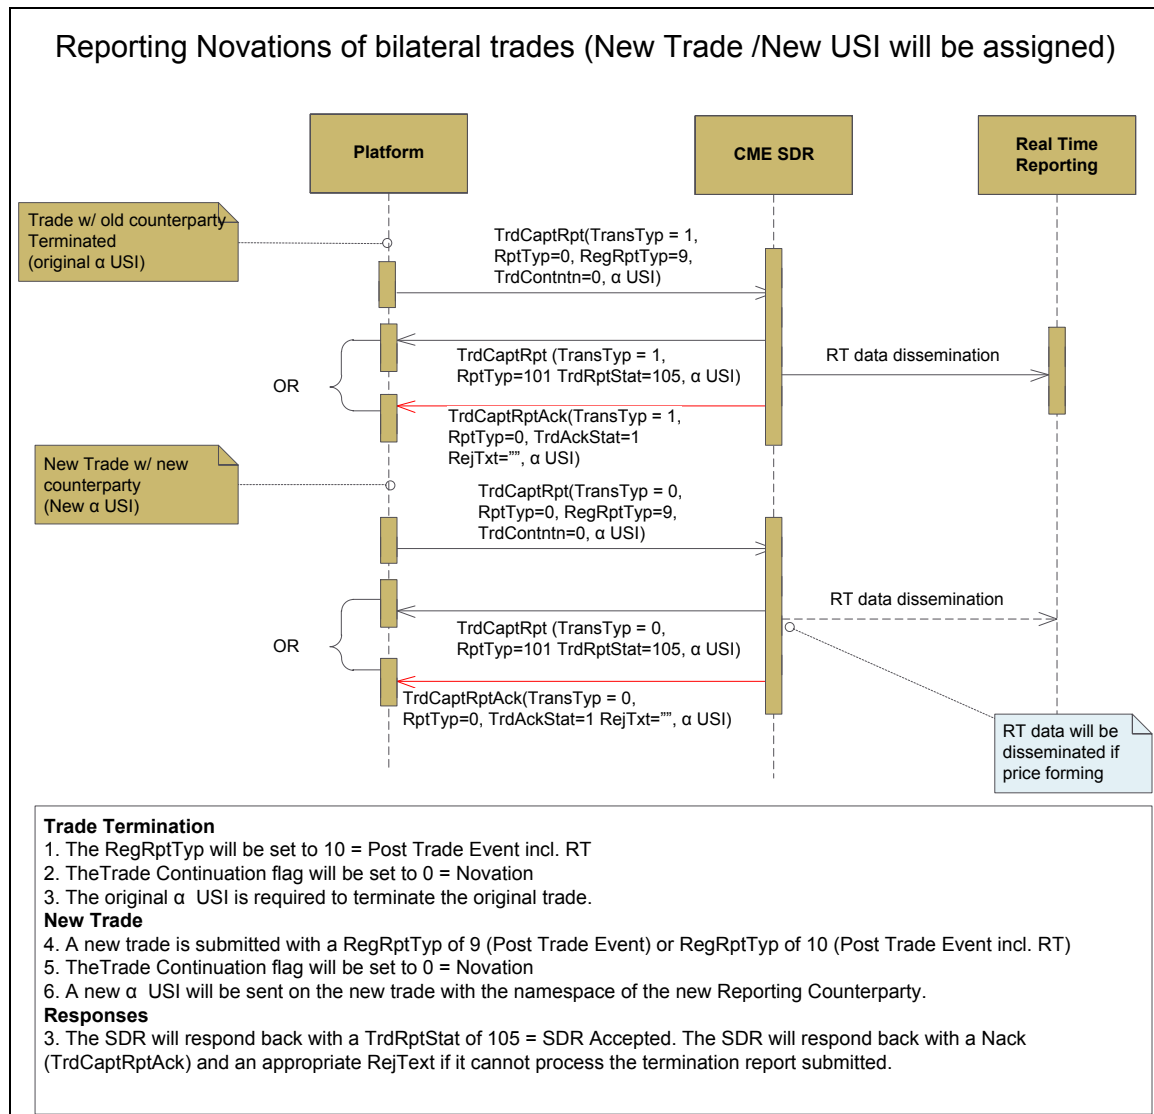 Reporting Novations of bilateral trades (New Trade /New USI will be assigned)
Platform
CME SDR
Real Time
Reporting
Trade w/ old counterparty
Terminated
(original α USI)
TrdCaptRpt(TransTyp = 1,
RptTyp=0, RegRptTyp=9,
TrdContntn=0, α USI)
OR
TrdCaptRpt (TransTyp = 1,
RptTyp=101 TrdRptStat=105, α USI)
RT data dissemination
TrdCaptRptAck(TransTyp = 1,
RptTyp=0, TrdAckStat=1
RejTxt="", α USI)
New Trade w/ new
counterparty
(New α USI)
TrdCaptRpt(TransTyp = 0,
RptTyp=0, RegRptTyp=9,
TrdContntn=0, α USI)
RT data dissemination
OR
TrdCaptRpt (TransTyp = 0,
RptTyp=101 TrdRptStat=105, α USI)
TrdCaptRptAck(TransTyp = 0,
RptTyp=0, TrdAckStat=1 RejTxt="", α USI)
RT data will be
disseminated if
price forming
Trade Termination
1. The RegRptTyp will be set to 10 = Post Trade Event incl. RT
2. TheTrade Continuation flag will be set to 0 = Novation
3. The original α  USI is required to terminate the original trade.
New Trade
4. A new trade is submitted with a RegRptTyp of 9 (Post Trade Event) or RegRptTyp of 10 (Post Trade Event incl. RT)
5. TheTrade Continuation flag will be set to 0 = Novation
6. A new α  USI will be sent on the new trade with the namespace of the new Reporting Counterparty.
Responses
3. The SDR will respond back with a TrdRptStat of 105 = SDR Accepted. The SDR will respond back with a Nack
(TrdCaptRptAck) and an appropriate RejText if it cannot process the termination report submitted.